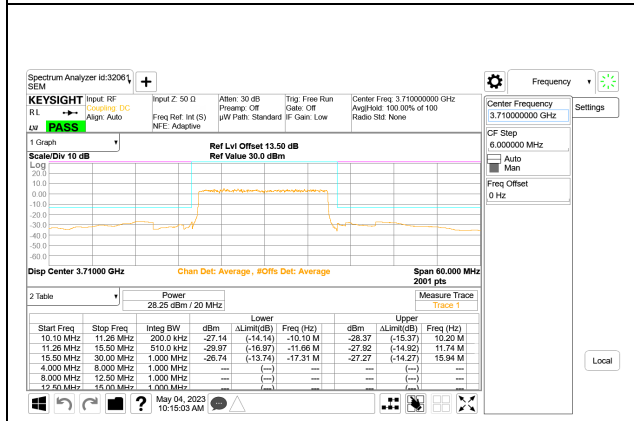 Spectrum Analyzer id:32061
SEM
Frequency
KEYSIGHT
RL
PASS
Input: RF
Coupling: DC
Align: Auto
Input Z: 50 Ω
Freq Ref: Int (S)
NFE: Adaptive
Atten: 30 dB
Preamp: Off
µW Path: Standard
Trig: Free Run
Gate: Off
IF Gain: Low
Center Freq: 3.710000000 GHz
Avg|Hold: 100.00% of 100
Radio Std: None
Center Frequency
3.710000000 GHz
Settings
CF Step
6.000000 MHz
Auto
Man
Freq Offset
0 Hz
1 Graph
Scale/Div 10 dB
Ref Lvl Offset 13.50 dB
Ref Value 30.0 dBm
Log
20.0
10.0
0.00
-10.0
-20.0
-30.0
-40.0
-50.0
-60.0
Disp Center 3.71000 GHz
Chan Det: Average , #Offs Det: Average
Span 60.000 MHz
2001 pts
2 Table
Power
28.25 dBm / 20 MHz
Measure Trace
Trace 1
Lower Upper
Start Freq Stop Freq Integ BW dBm ∆Limit(dB) Freq (Hz) dBm ∆Limit(dB) Freq (Hz)
10.10 MHz 11.26 MHz 200.0 kHz -27.14 (-14.14) -10.10 M -28.37 (-15.37) 10.20 M
11.26 MHz 15.50 MHz 510.0 kHz -29.97 (-16.97) -11.66 M -27.92 (-14.92) 11.74 M
15.50 MHz 30.00 MHz 1.000 MHz -26.74 (-13.74) -17.31 M -27.27 (-14.27) 15.94 M
4.000 MHz 8.000 MHz 1.000 MHz --- (---) --- (---)
8.000 MHz 12.50 MHz 1.000 MHz --- (---) --- (---)
12.50 MHz 15.00 MHz 1.000 MHz --- (---) --- (---)
Local
May 04, 2023
10:15:03 AM